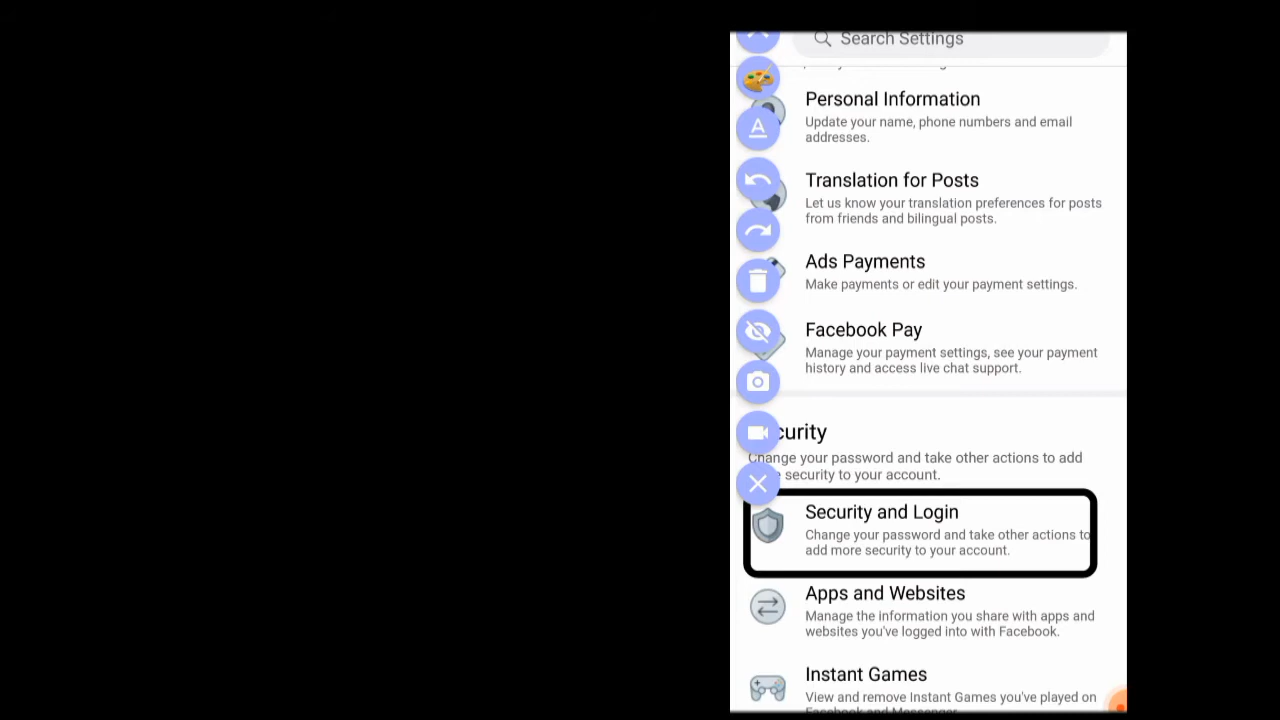 Search Settings
Personal Information
Update your name, phone numbers and email
addresses.
Translation for Posts
Let us know your translation preferences for posts
from friends and bilingual posts.
Ads Payments
Make payments or edit your payment settings.
Facebook Pay
Manage your payment settings, see your payment
history and access live chat support.
curity
Change your password and take other actions to add
security to your account.
Security and Login
Change your password and take other actions to
add more security to your account.
Apps and Websites
Manage the information you share with apps and
websites you've logged into with Facebook.
Instant Games
View and remove Instant Games you've played on
Facebook and Messenger.